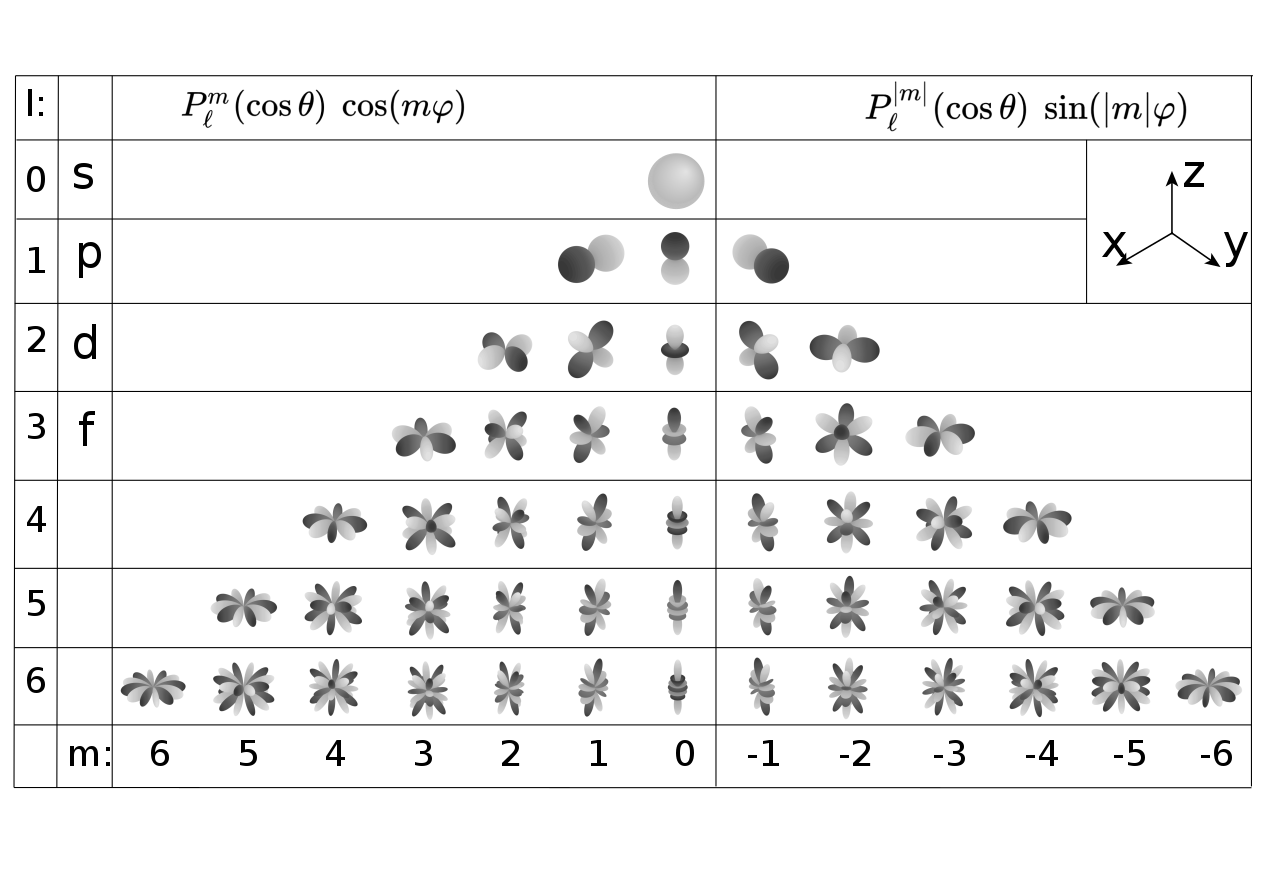 l: P_ℓ^m(cos θ) cos(mφ) P_ℓ^{|m|}(cos θ) sin(|m|φ)
0 s
z
x y
1 p
2 d
3 f
4
5
6
m: 6 5 4 3 2 1 0 -1 -2 -3 -4 -5 -6